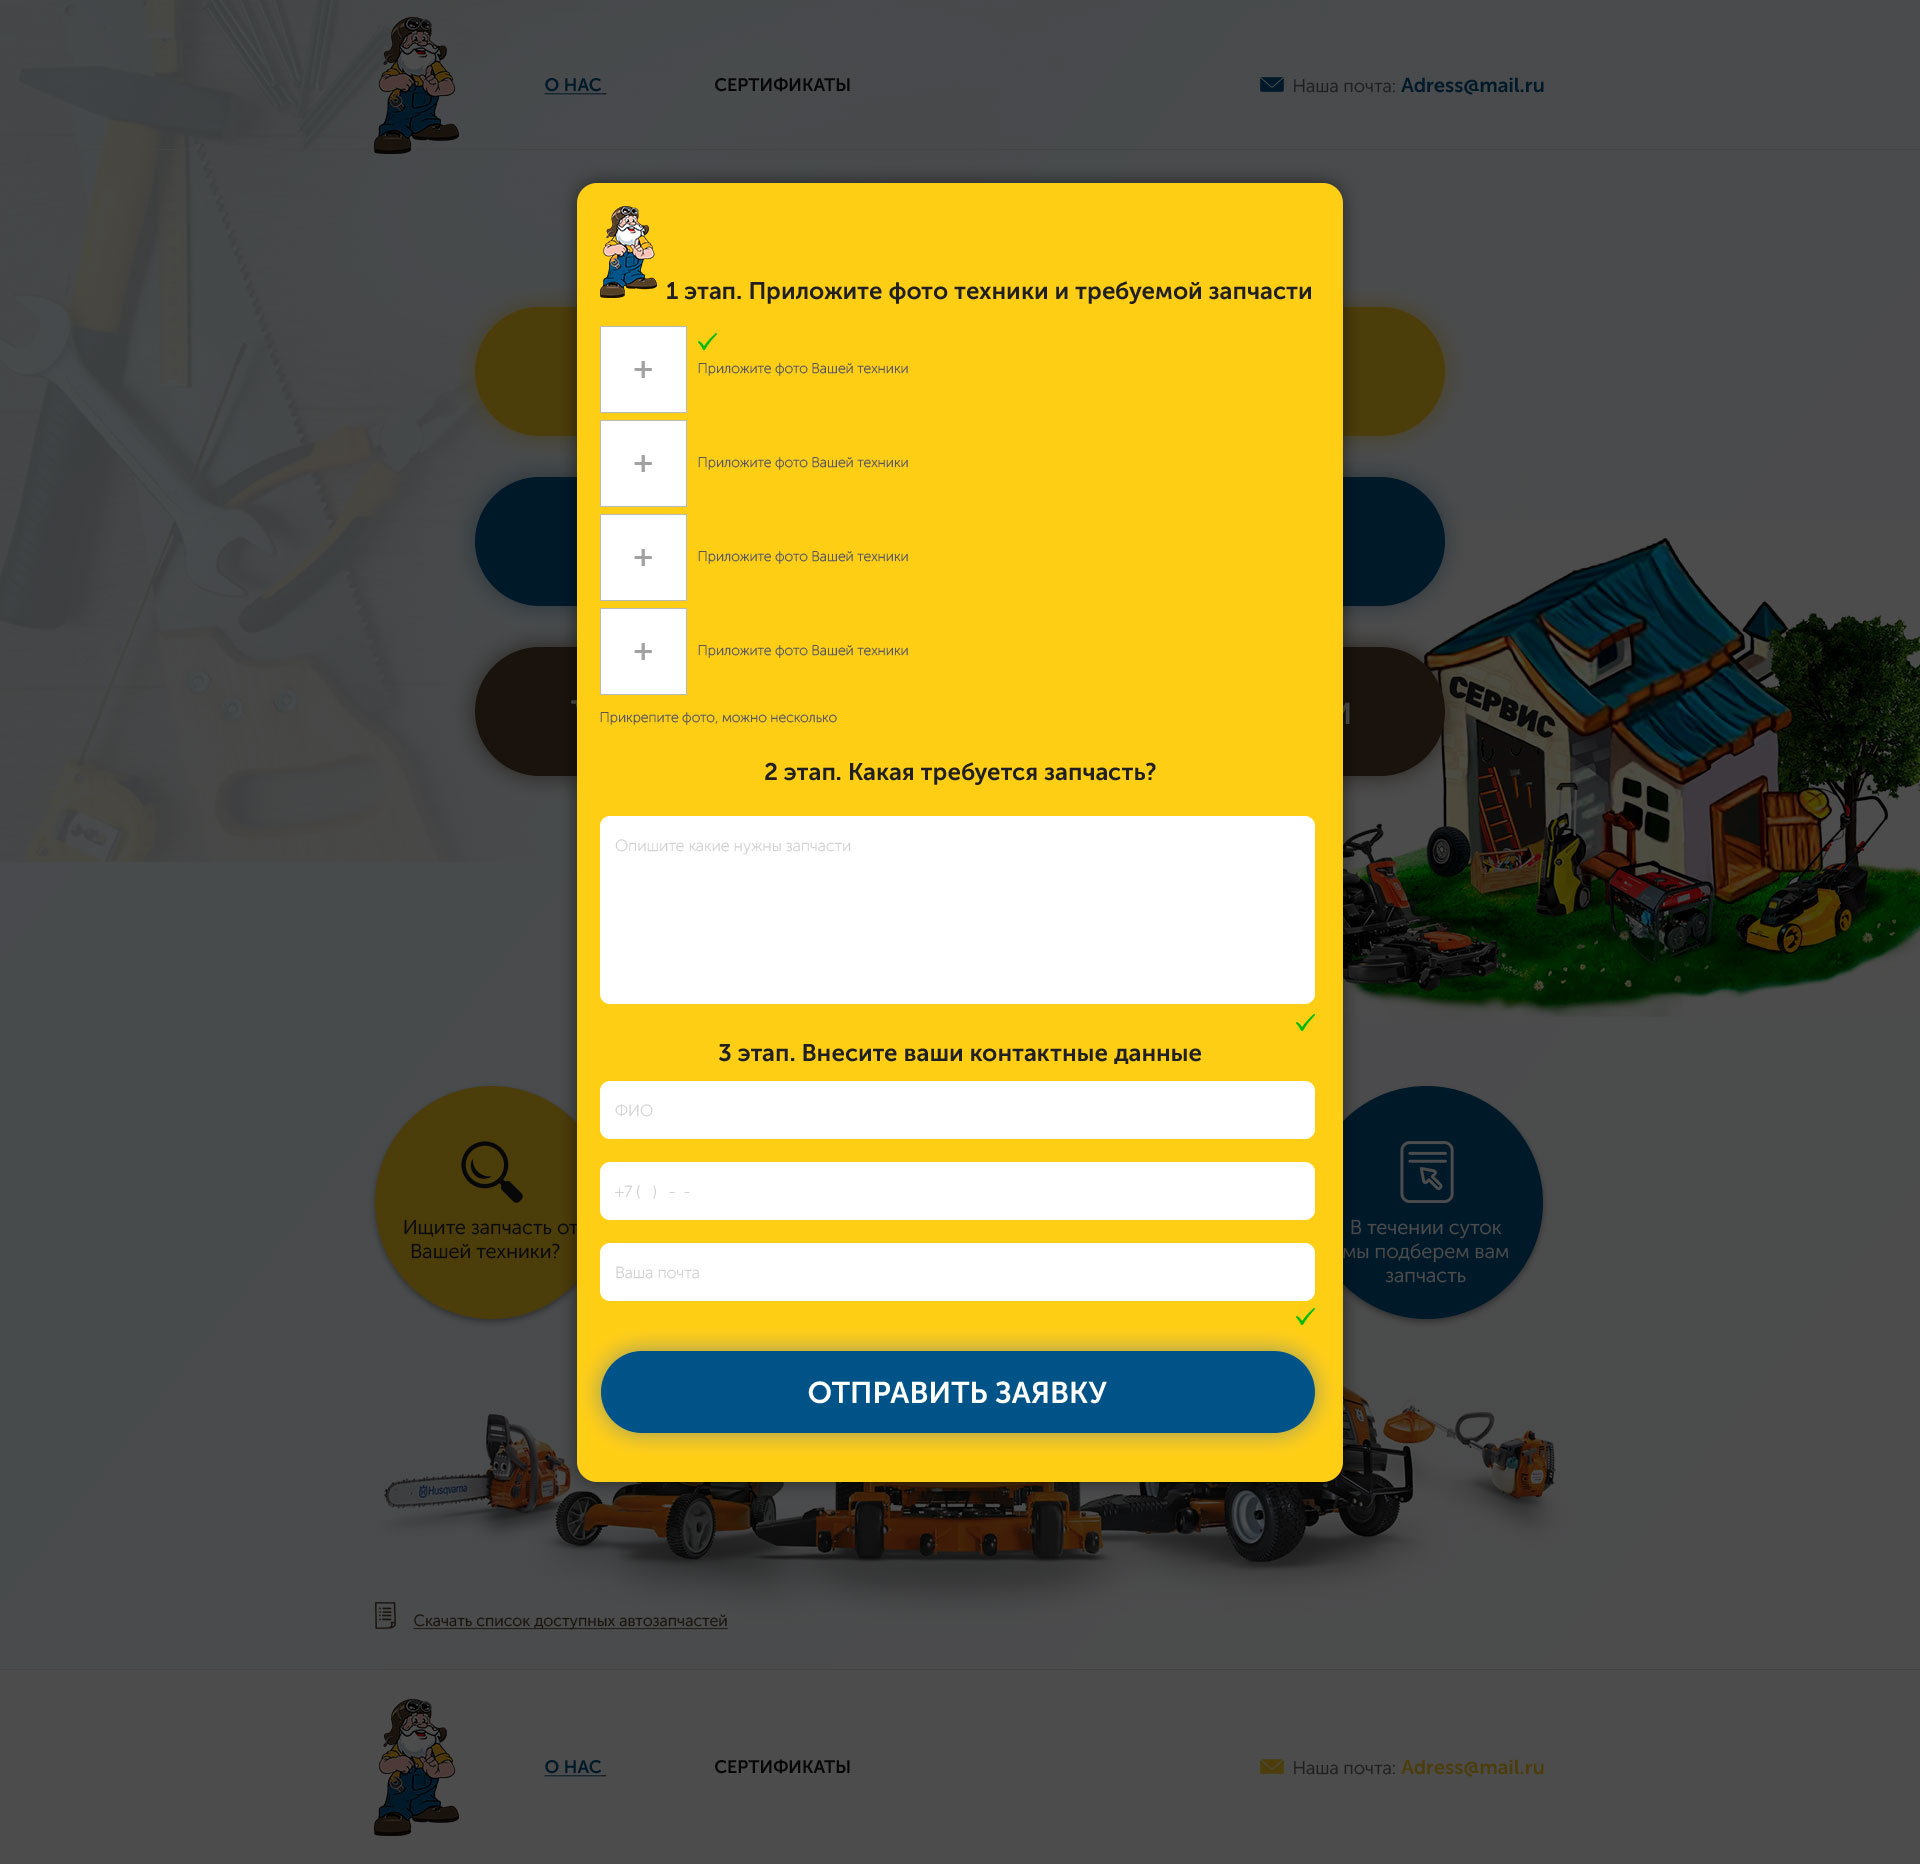 О НАС
СЕРТИФИКАТЫ
Наша почта: Adress@mail.ru
1 этап. Приложите фото техники и требуемой запчасти
Приложите фото Вашей техники
Приложите фото Вашей техники
Приложите фото Вашей техники
Приложите фото Вашей техники
Прикрепите фото, можно несколько
СЕРВИС
2 этап. Какая требуется запчасть?
Опишите какие нужны запчасти
3 этап. Внесите ваши контактные данные
ФИО
+7 ( ) - -
Ваша почта
Ищите запчасть от
Вашей техники?
В течении суток
мы подберем вам
запчасть
ОТПРАВИТЬ ЗАЯВКУ
Husqvarna
Скачать список доступных автозапчастей
О НАС
СЕРТИФИКАТЫ
Наша почта: Adress@mail.ru